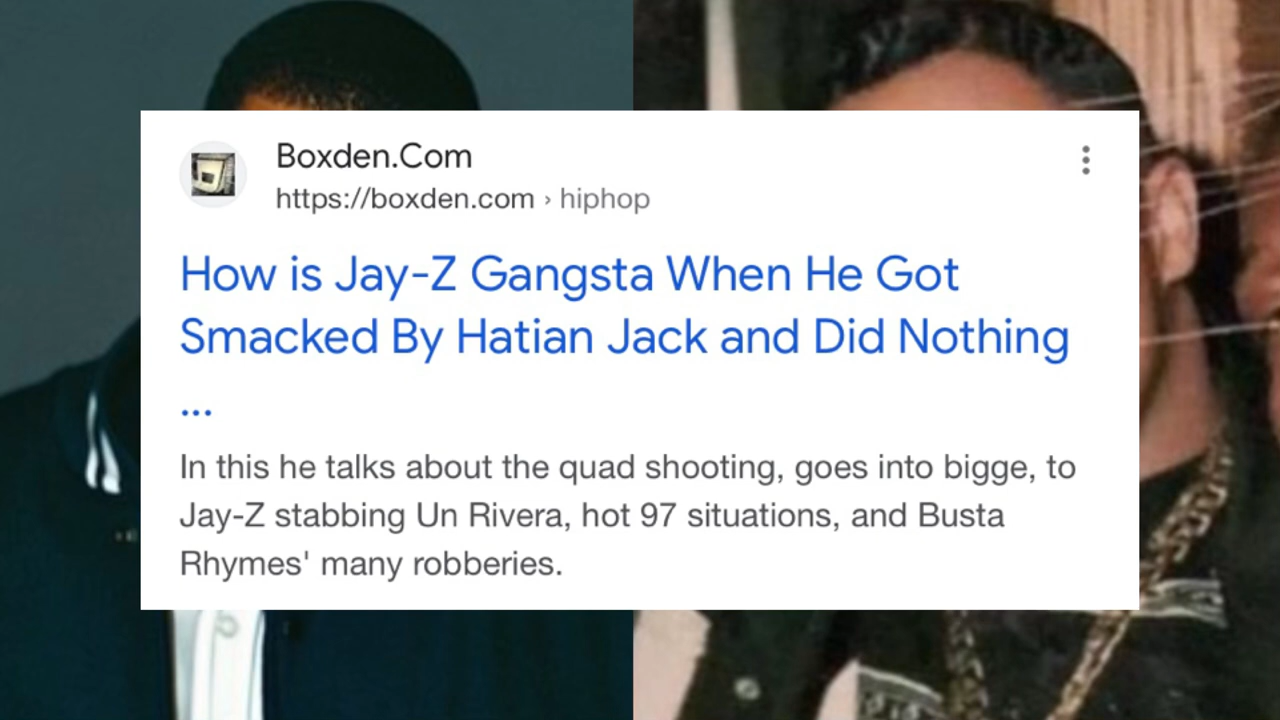 Boxden.Com
https://boxden.com › hiphop
How is Jay-Z Gangsta When He Got
Smacked By Hatian Jack and Did Nothing
...
In this he talks about the quad shooting, goes into bigge, to
Jay-Z stabbing Un Rivera, hot 97 situations, and Busta
Rhymes' many robberies.